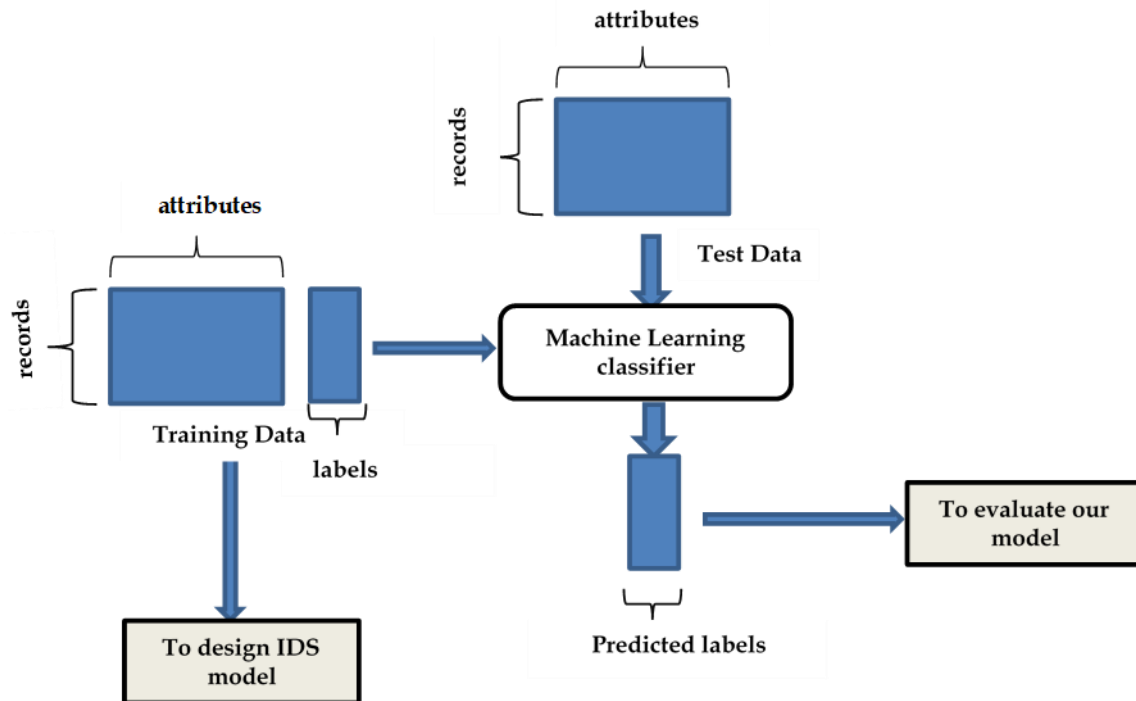 attributes
records
Test Data
attributes
records
Machine Learning
classifier
Training Data
labels
To evaluate our
model
Predicted labels
To design IDS
model